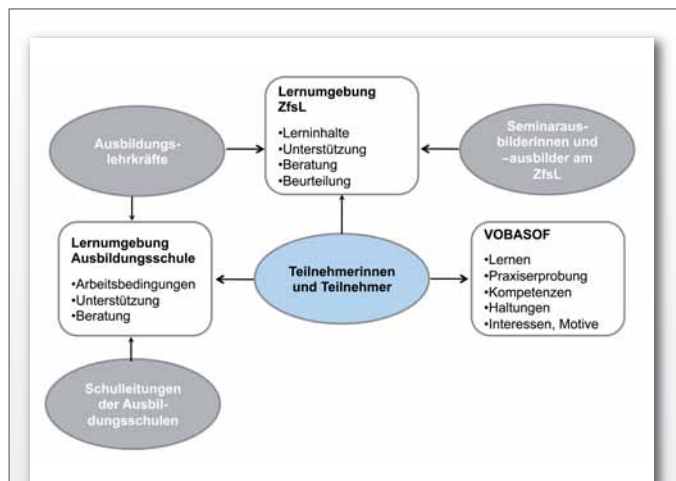 Lernumgebung
ZfsL
•Lerninhalte
•Unterstützung
•Beratung
•Beurteilung
Ausbildungs-
lehrkräfte
Seminaraus-
bilderinnen und
–ausbilder am
ZfsL
Lernumgebung
Ausbildungsschule
•Arbeitsbedingungen
•Unterstützung
•Beratung
Teilnehmerinnen
und Teilnehmer
VOBASOF
•Lernen
•Praxiserprobung
•Kompetenzen
•Haltungen
•Interessen, Motive
Schulleitungen
der Ausbil-
dungsschulen